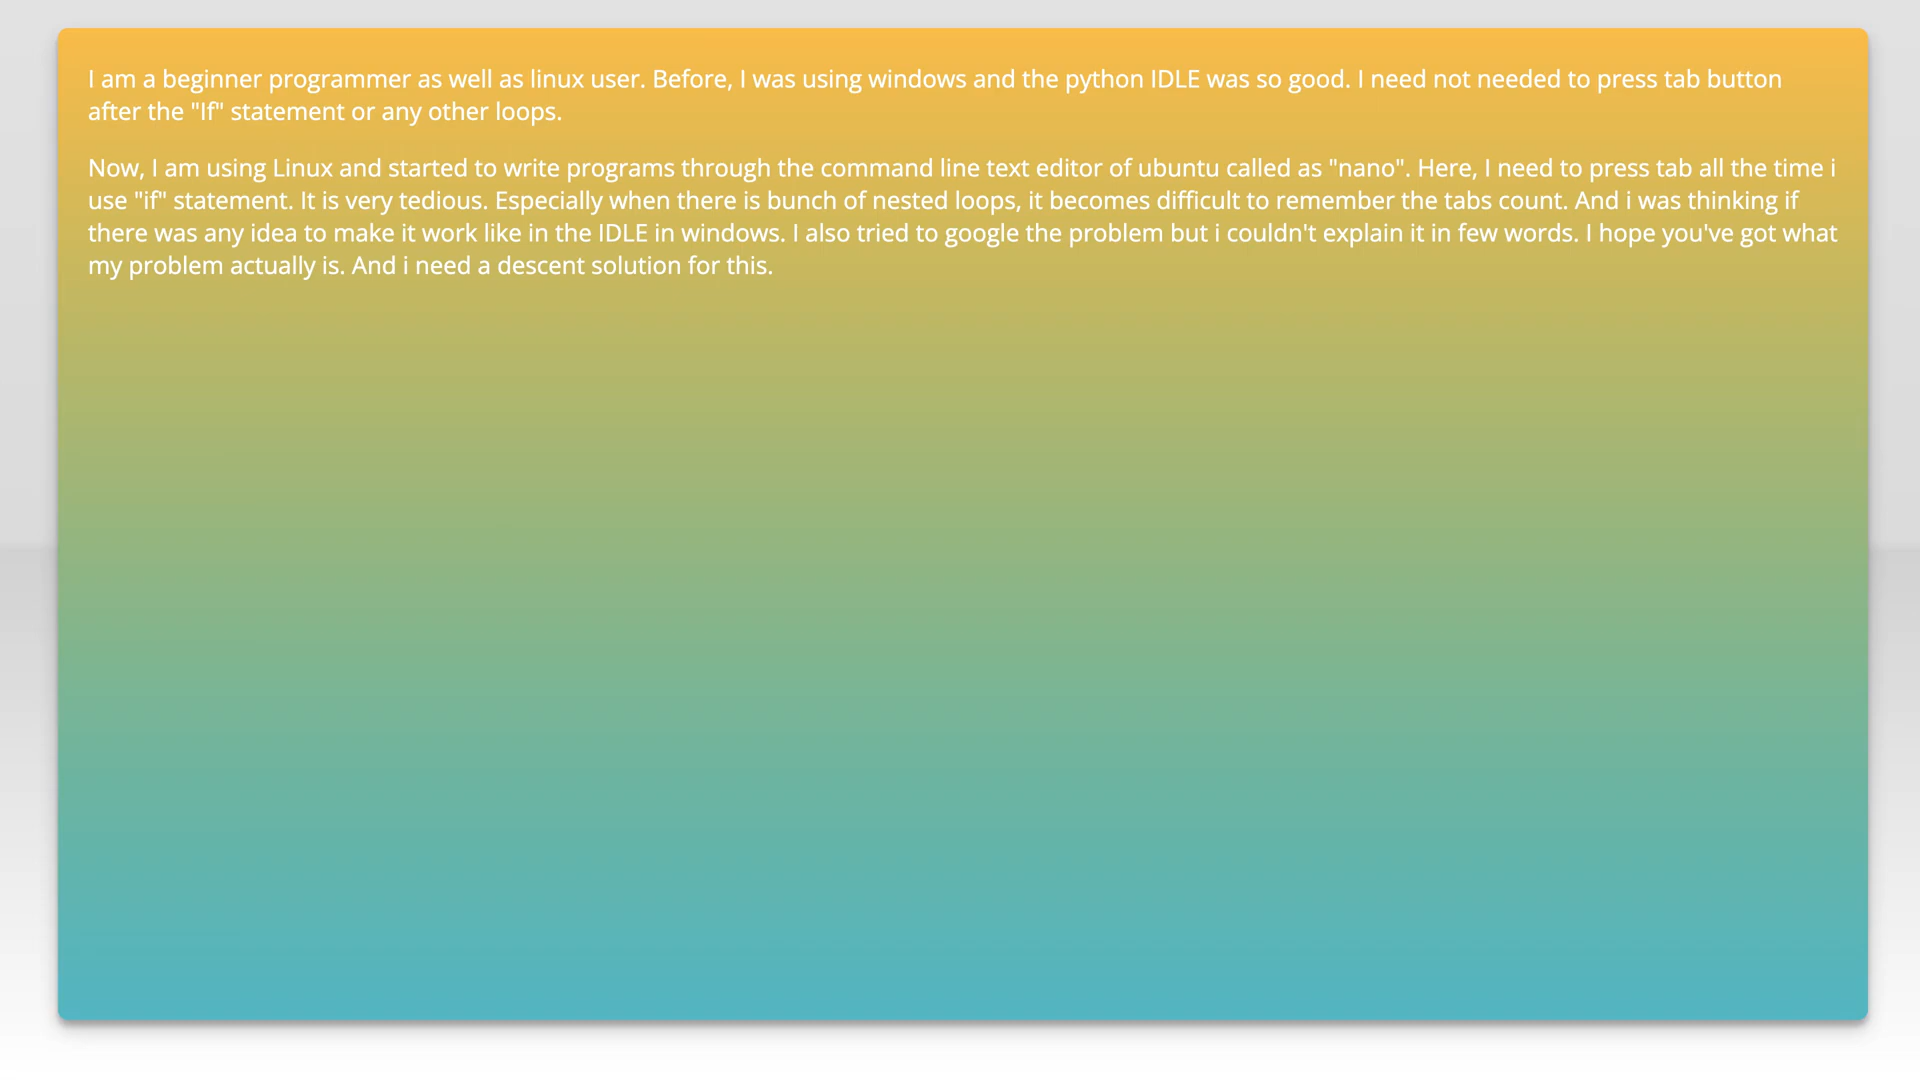 I am a beginner programmer as well as linux user. Before, I was using windows and the python IDLE was so good. I need not needed to press tab button
after the "If" statement or any other loops.
Now, I am using Linux and started to write programs through the command line text editor of ubuntu called as "nano". Here, I need to press tab all the time i
use "if" statement. It is very tedious. Especially when there is bunch of nested loops, it becomes difficult to remember the tabs count. And i was thinking if
there was any idea to make it work like in the IDLE in windows. I also tried to google the problem but i couldn't explain it in few words. I hope you've got what
my problem actually is. And i need a descent solution for this.